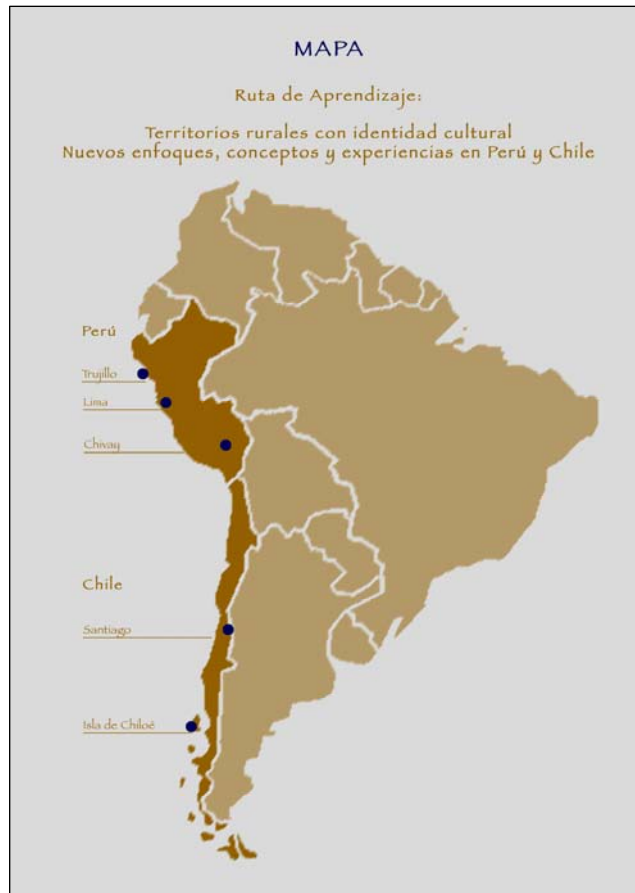 MAPA
Ruta de Aprendizaje:
Territorios rurales con identidad cultural
Nuevos enfoques, conceptos y experiencias en Perú y Chile
Perú
Trujillo
Lima
Chivay
Chile
Santiago
Isla de Chiloé